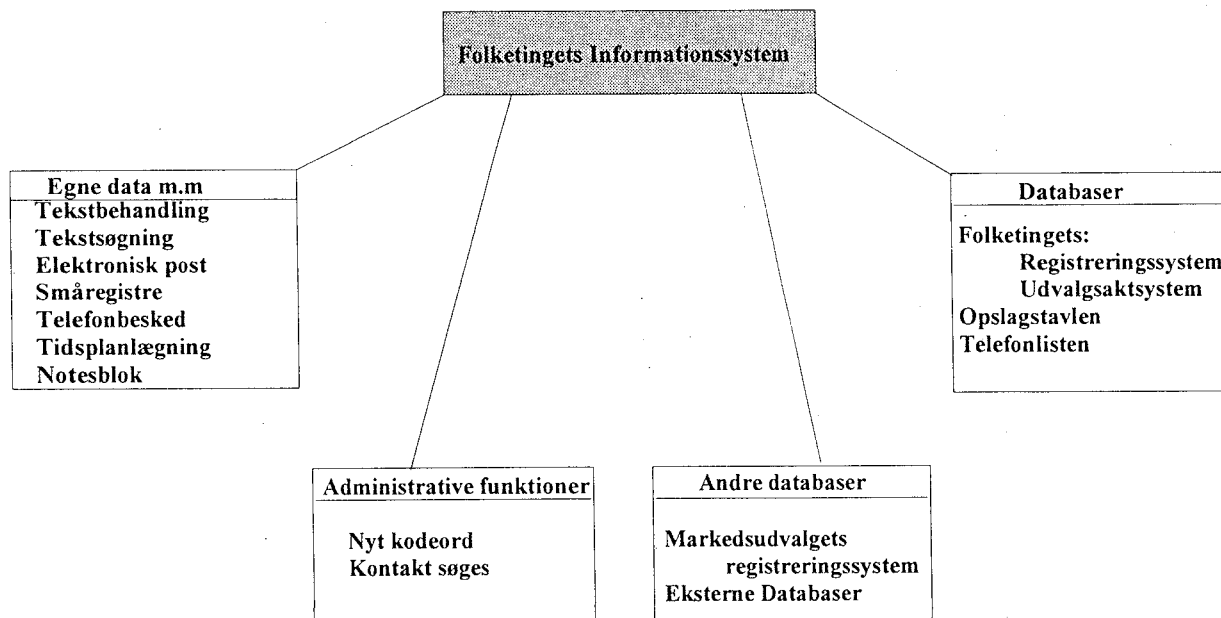 Folketingets Informationssystem
Egne data m.m
Tekstbehandling
Tekstsøgning
Elektronisk post
Småregistre
Telefonbesked
Tidsplanlægning
Notesblok
Databaser
Folketingets:
Registreringssystem
Udvalgsaktsystem
Opslagstavlen
Telefonlisten
Administrative funktioner
Nyt kodeord
Kontakt søges
Andre databaser
Markedsudvalgets
registreringssystem
Eksterne Databaser